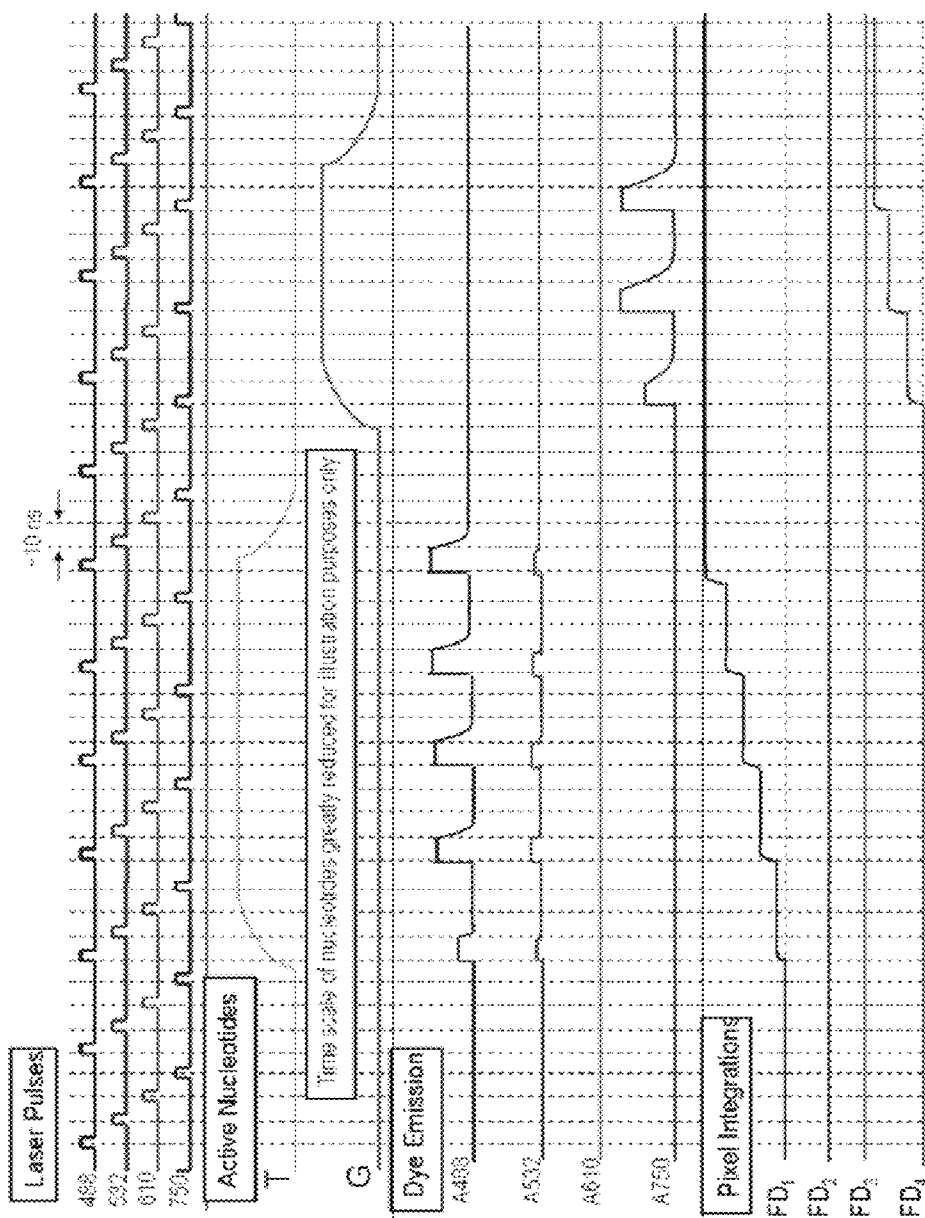 Laser Pulses
~10 ns
488
592
610
750
Active Nucleotides
T
Time scale of nucleotides greatly reduced for illustration purposes only
G
Dye Emission
A488
A532
A610
A750
Pixel Integrations
FD1
FD2
FD3
FD4